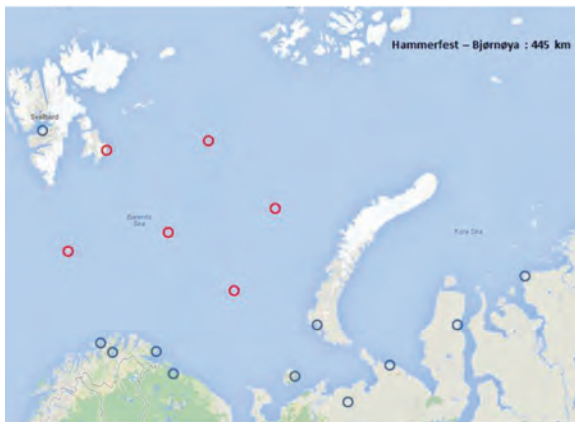 Hammerfest – Bjørnøya : 445 km
Svalbard
Barents
Sea
Kara Sea